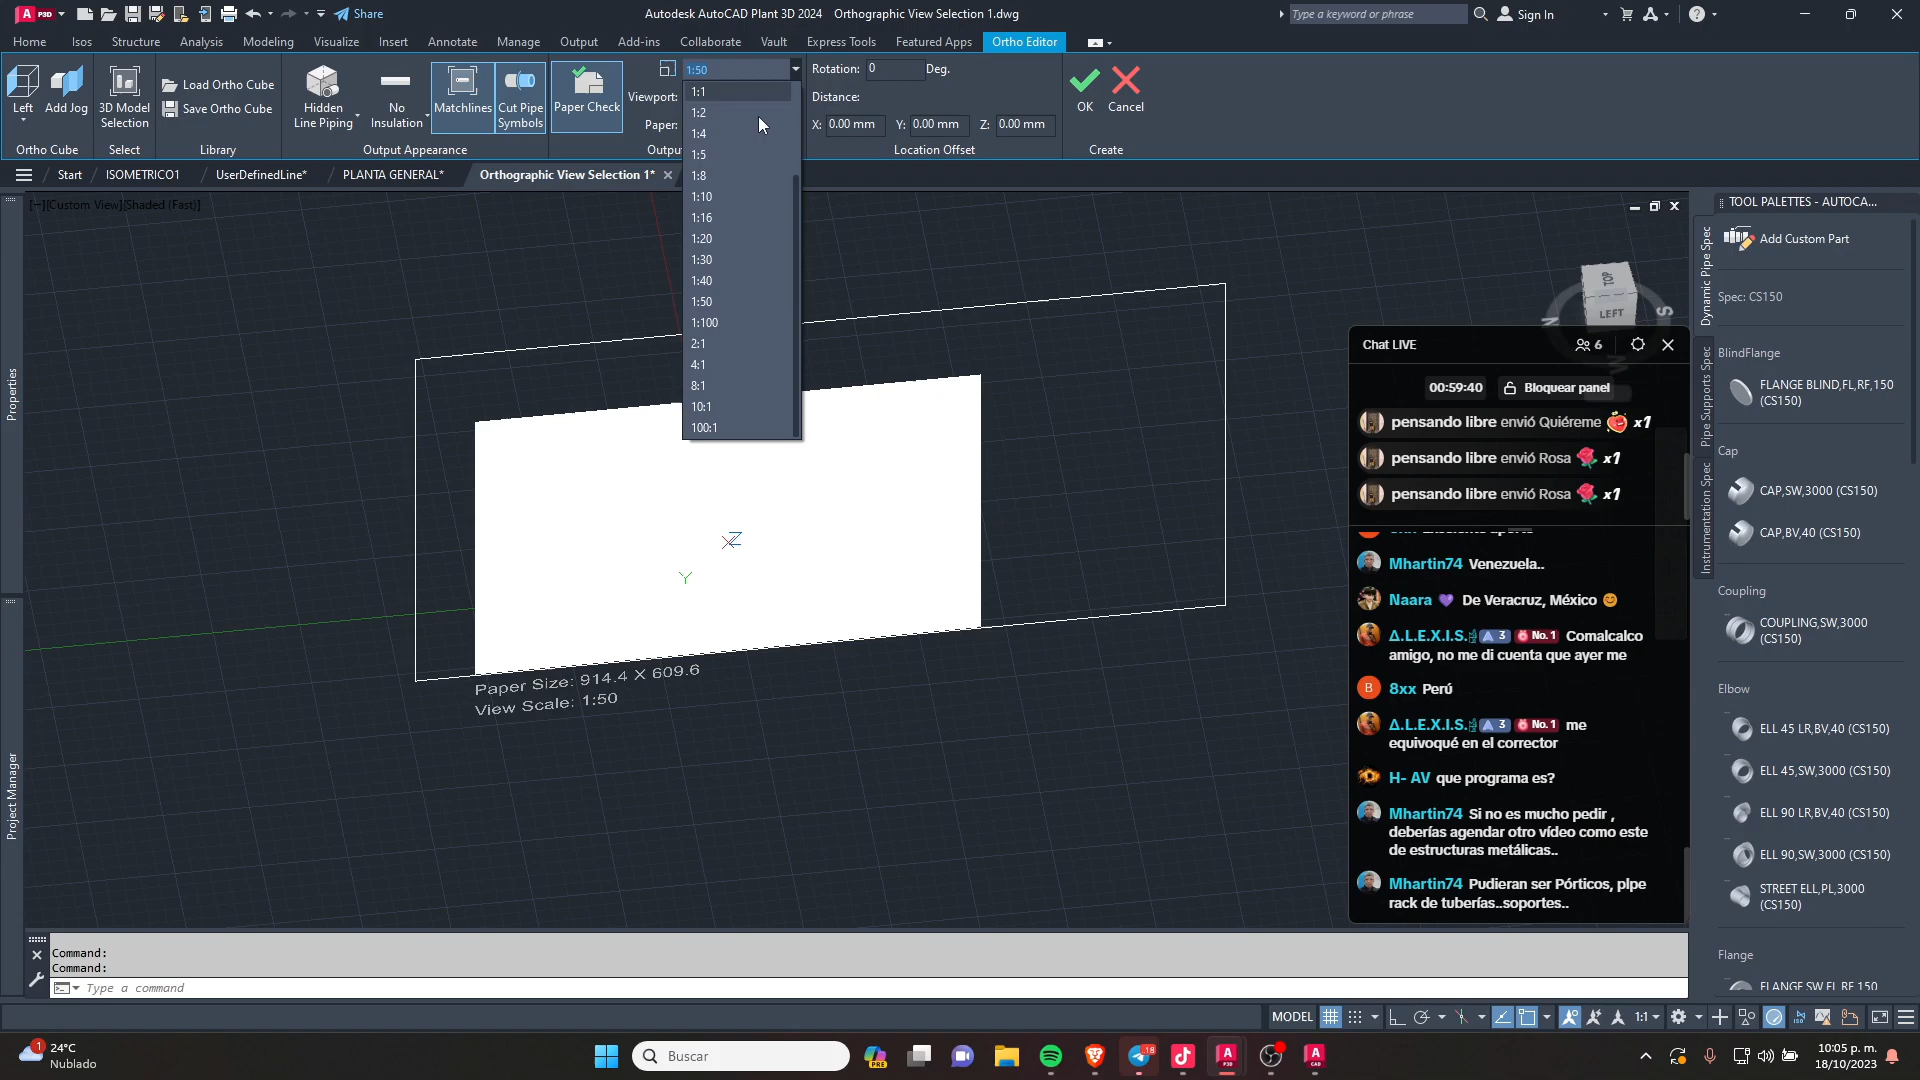 P3D
Share
Autodesk AutoCAD Plant 3D 2024 Orthographic View Selection 1.dwg
Type a keyword or phrase
Sign In
Home Isos Structure Analysis Modeling Visualize Insert Annotate Manage Output Add-ins Collaborate Vault Express Tools Featured Apps Ortho Editor
Left
Add Jog
Ortho Cube
3D Model
Selection
Select
Load Ortho Cube
Save Ortho Cube
Library
Hidden
Line Piping
No
Insulation
Matchlines
Cut Pipe
Symbols
Output Appearance
Paper Check
1:50
Viewport:
Paper:
1:1
1:2
1:4
1:5
1:8
1:10
1:16
1:20
1:30
1:40
1:50
1:100
2:1
4:1
8:1
10:1
100:1
Rotation: 0 Deg.
Distance:
X: 0.00 mm Y: 0.00 mm Z: 0.00 mm
Location Offset
OK
Cancel
Create
Start ISOMETRICO1 UserDefinedLine* PLANTA GENERAL* Orthographic View Selection 1*
[−][Custom View][Shaded (Fast)]
Properties
Project Manager
X
Z
Y
Paper Size: 914.4 X 609.6
View Scale: 1:50
TOP
LEFT
N
S
W
Chat LIVE
6
00:59:40 Bloquear panel
pensando libre envió Quiéreme x1
pensando libre envió Rosa x1
pensando libre envió Rosa x1
Mhartin74 Venezuela..
Naara 💜 De Veracruz, México 😊
Δ.L.E.X.I.S. 3 No. 1 Comalcalco
amigo, no me di cuenta que ayer me
B 8xx Perú
Δ.L.E.X.I.S. 3 No. 1 me
equivoqué en el corrector
H- AV que programa es?
Mhartin74 Si no es mucho pedir ,
deberías agendar otro vídeo como este
de estructuras metálicas..
Mhartin74 Pudieran ser Pórticos, plpe
rack de tuberías..soportes..
TOOL PALETTES - AUTOCA...
Dynamic Pipe Spec
Pipe Supports Spec
Instrumentation Spec
Add Custom Part
Spec: CS150
BlindFlange
FLANGE BLIND,FL,RF,150
(CS150)
Cap
CAP,SW,3000 (CS150)
CAP,BV,40 (CS150)
Coupling
COUPLING,SW,3000
(CS150)
Elbow
ELL 45 LR,BV,40 (CS150)
ELL 45,SW,3000 (CS150)
ELL 90 LR,BV,40 (CS150)
ELL 90,SW,3000 (CS150)
STREET ELL,PL,3000
(CS150)
Flange
FLANGE SW,FL,RF,150
Command:
Command:
Type a command
MODEL
1:1
1
24°C
Nublado
Buscar
PRE
18
P3D
CAD
10:05 p. m.
18/10/2023